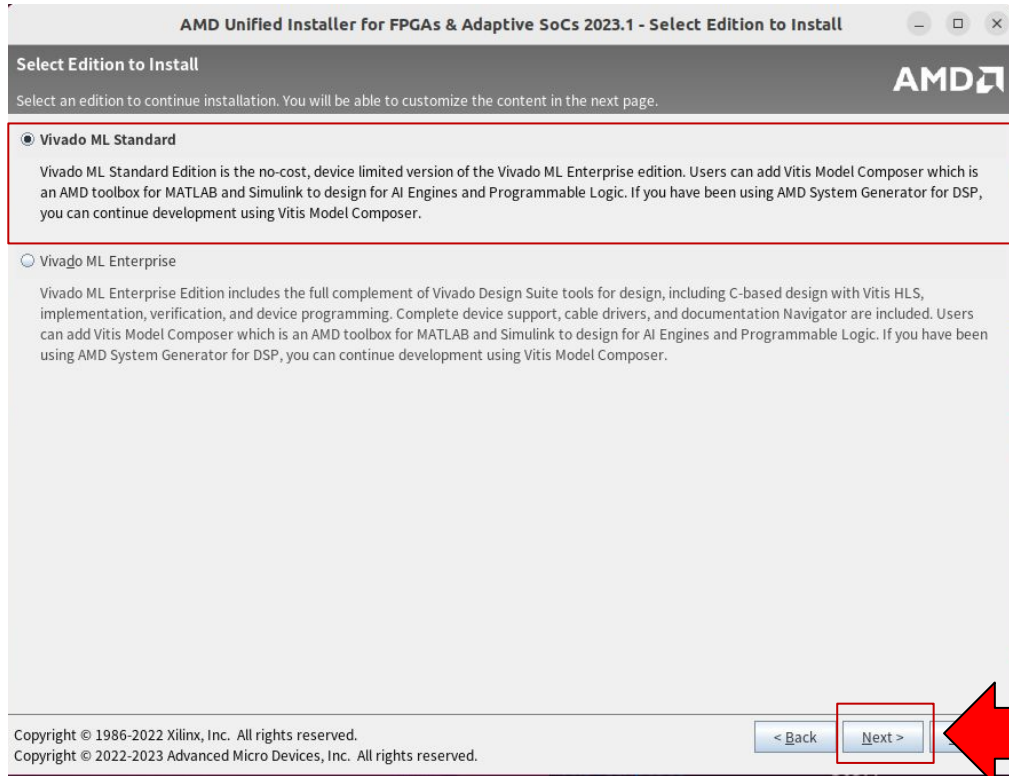 AMD Unified Installer for FPGAs & Adaptive SoCs 2023.1 - Select Edition to Install
Select Edition to Install
AMD
Select an edition to continue installation. You will be able to customize the content in the next page.
Vivado ML Standard
Vivado ML Standard Edition is the no-cost, device limited version of the Vivado ML Enterprise edition. Users can add Vitis Model Composer which is
an AMD toolbox for MATLAB and Simulink to design for AI Engines and Programmable Logic. If you have been using AMD System Generator for DSP,
you can continue development using Vitis Model Composer.
Vivado ML Enterprise
Vivado ML Enterprise Edition includes the full complement of Vivado Design Suite tools for design, including C-based design with Vitis HLS,
implementation, verification, and device programming. Complete device support, cable drivers, and documentation Navigator are included. Users
can add Vitis Model Composer which is an AMD toolbox for MATLAB and Simulink to design for AI Engines and Programmable Logic. If you have been
using AMD System Generator for DSP, you can continue development using Vitis Model Composer.
Copyright © 1986-2022 Xilinx, Inc. All rights reserved.
Copyright © 2022-2023 Advanced Micro Devices, Inc. All rights reserved.
< Back
Next >